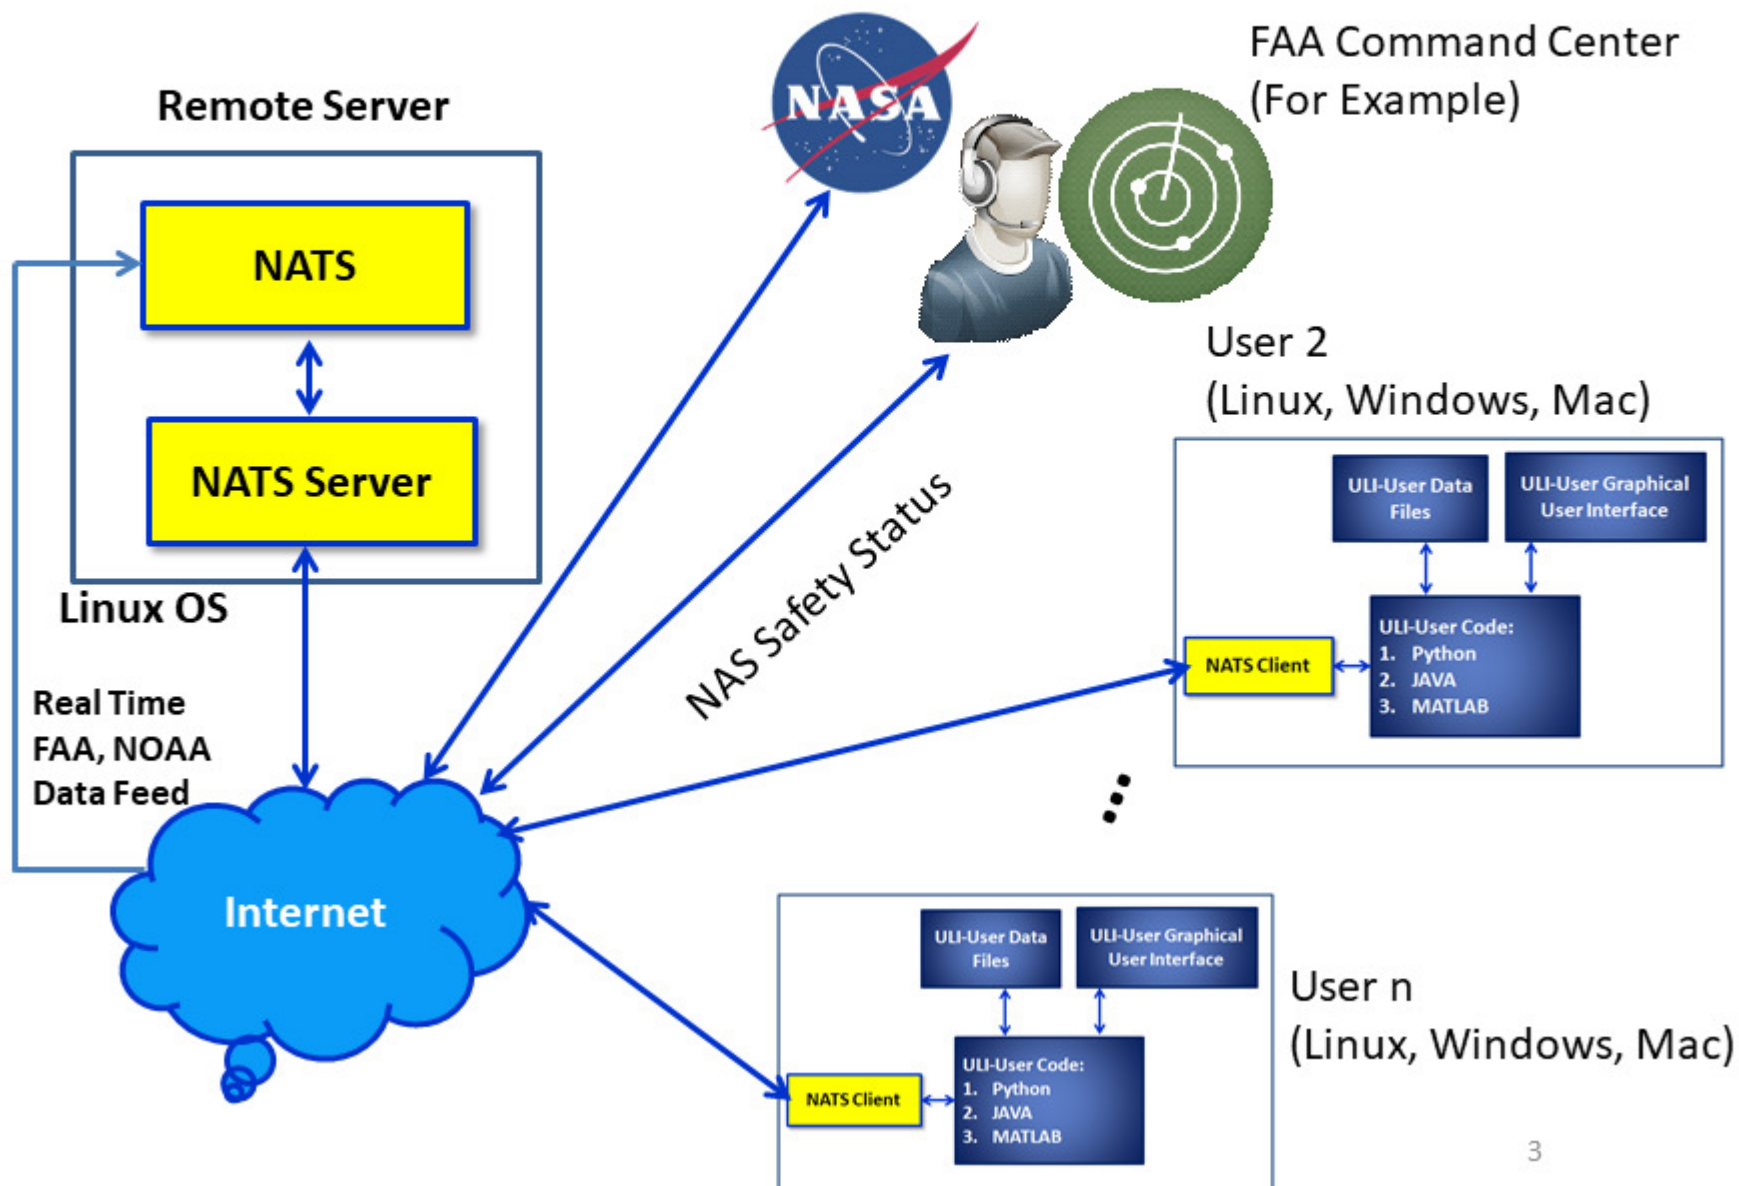 Remote Server
NATS
NATS Server
Linux OS
Real Time
FAA, NOAA
Data Feed
Internet
NASA
FAA Command Center
(For Example)
NAS Safety Status
User 2
(Linux, Windows, Mac)
ULI-User Data
Files
ULI-User Graphical
User Interface
NATS Client
ULI-User Code:
1. Python
2. JAVA
3. MATLAB
ULI-User Data
Files
ULI-User Graphical
User Interface
NATS Client
ULI-User Code:
1. Python
2. JAVA
3. MATLAB
User n
(Linux, Windows, Mac)
3